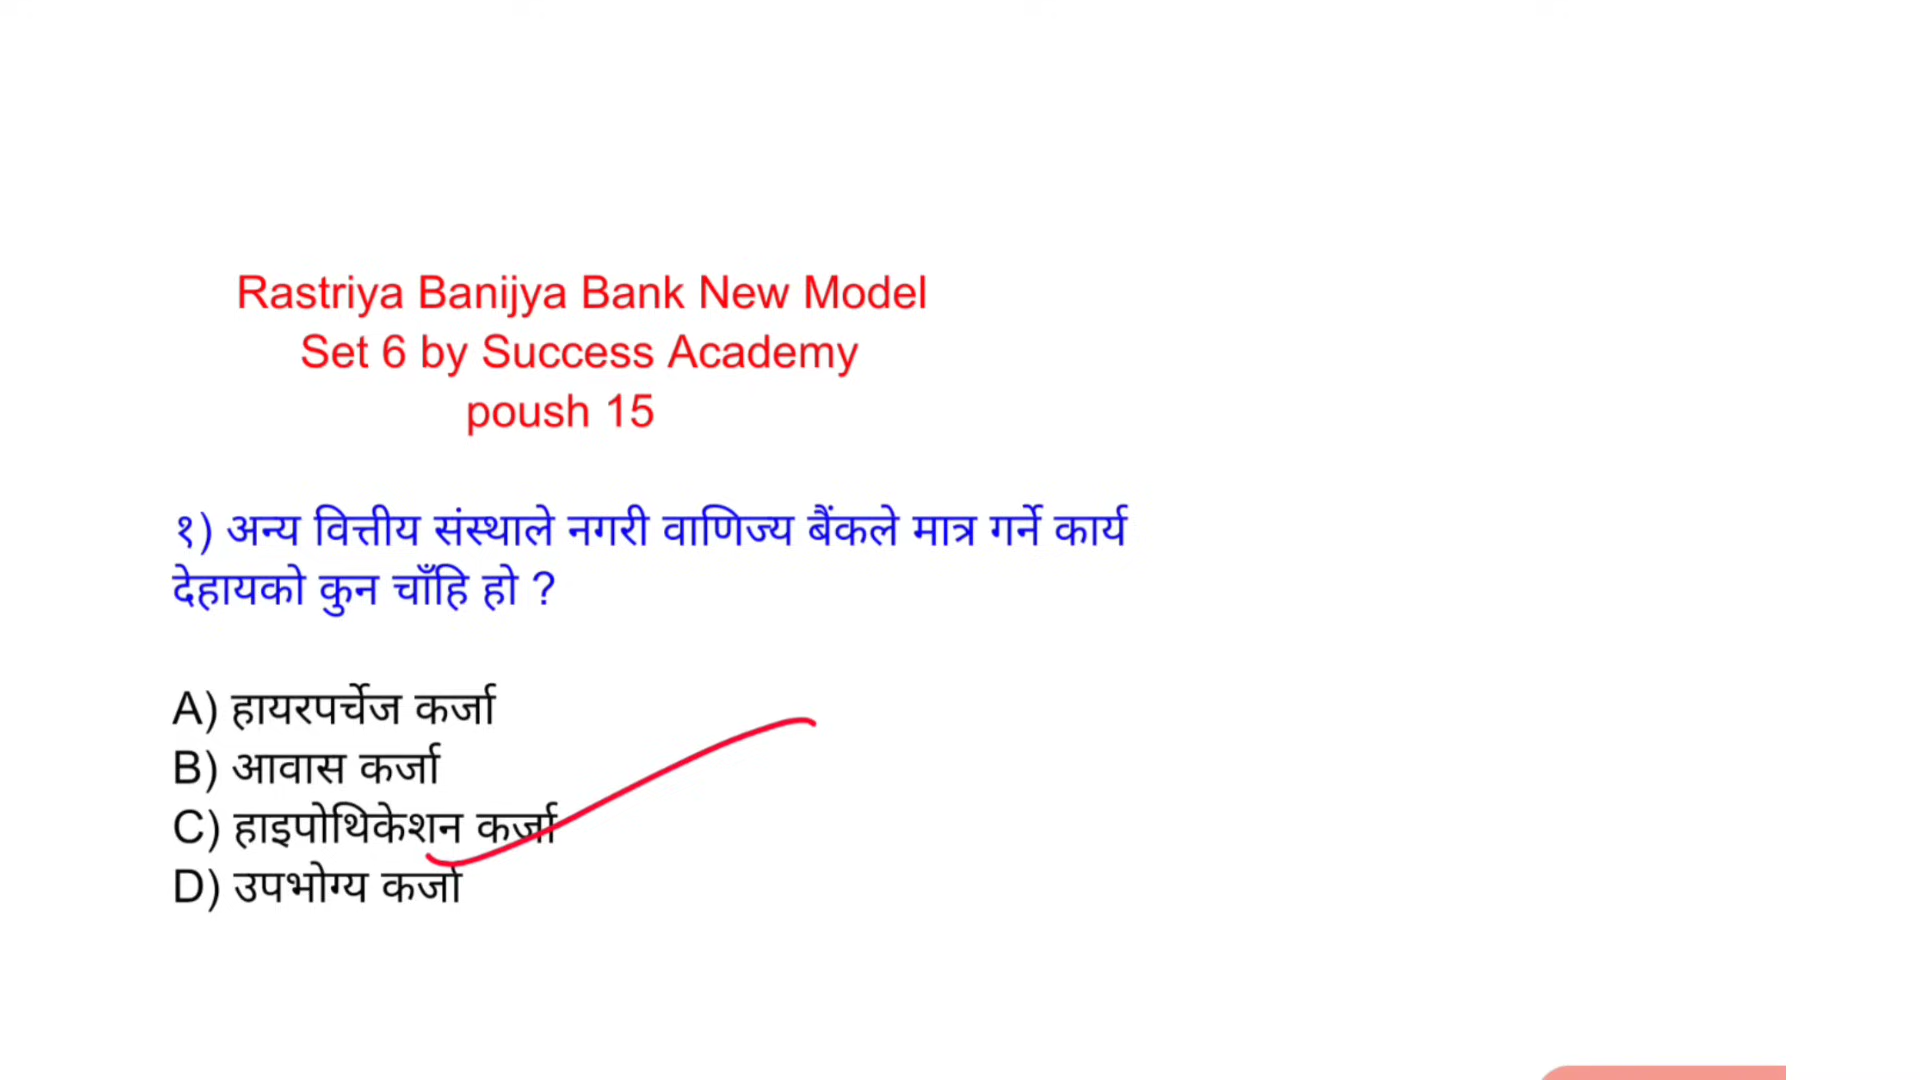 Rastriya Banijya Bank New Model
Set 6 by Success Academy
poush 15
१) अन्य वित्तीय संस्थाले नगरी वाणिज्य बैंकले मात्र गर्ने कार्य
देहायको कुन चाँहि हो ?
A) हायरपर्चेज कर्जा
B) आवास कर्जा
C) हाइपोथिकेशन कर्जा
D) उपभोग्य कर्जा